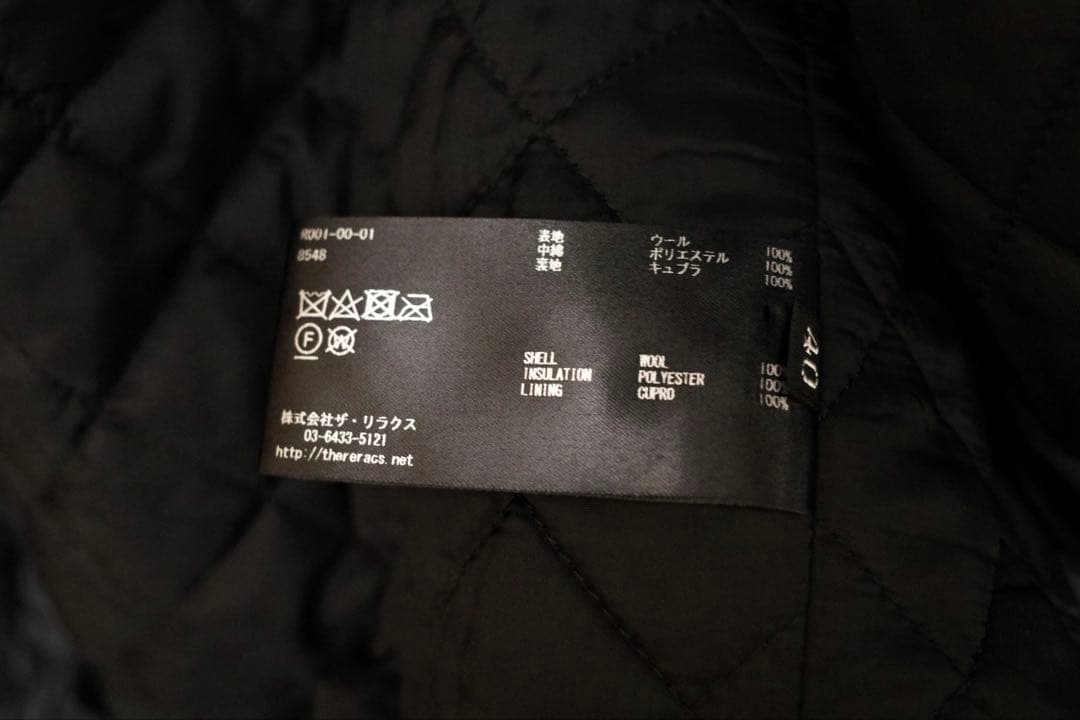 R001-00-01
8548
F
W
株式会社ザ・リラクス
03-6433-5121
http://thereracs.net
表地 ウール 100%
中綿 ポリエステル 100%
裏地 キュプラ 100%
SHELL WOOL 100%
INSULATION POLYESTER 100%
LINING CUPRO 100%
40